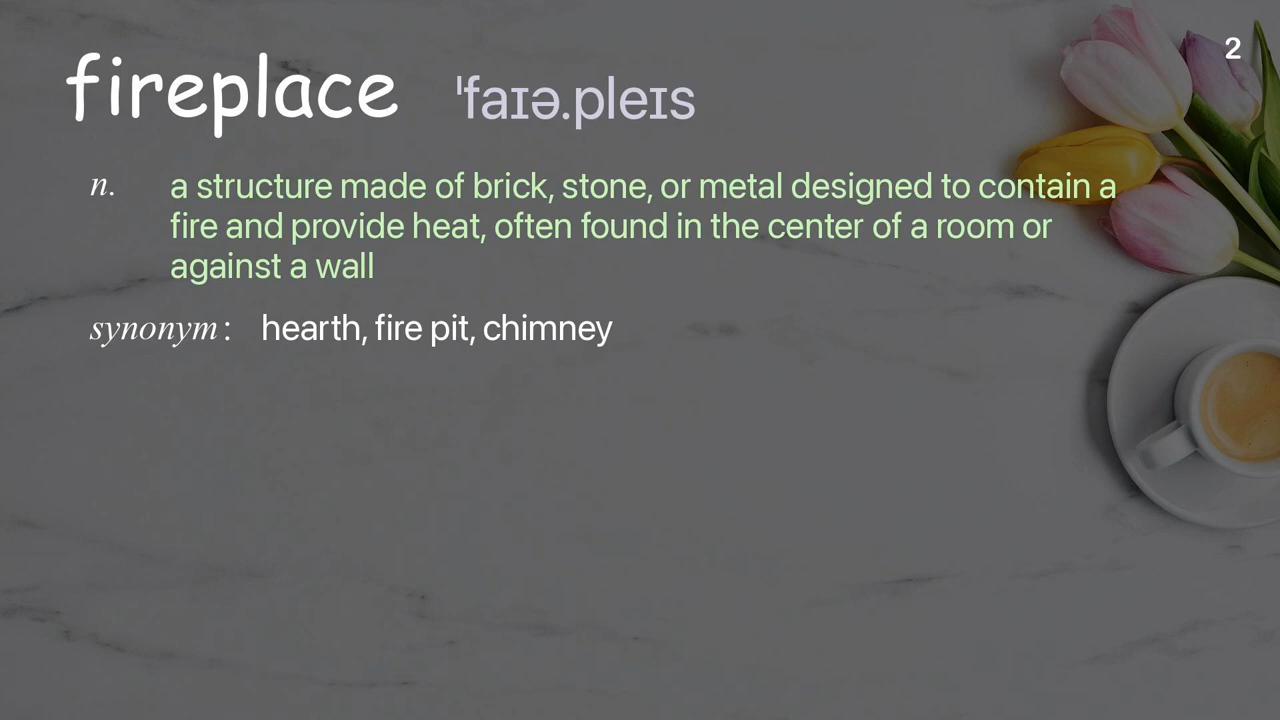 2
fireplace ˈfaɪə.pleɪs
n. a structure made of brick, stone, or metal designed to contain a
fire and provide heat, often found in the center of a room or
against a wall
synonym: hearth, fire pit, chimney